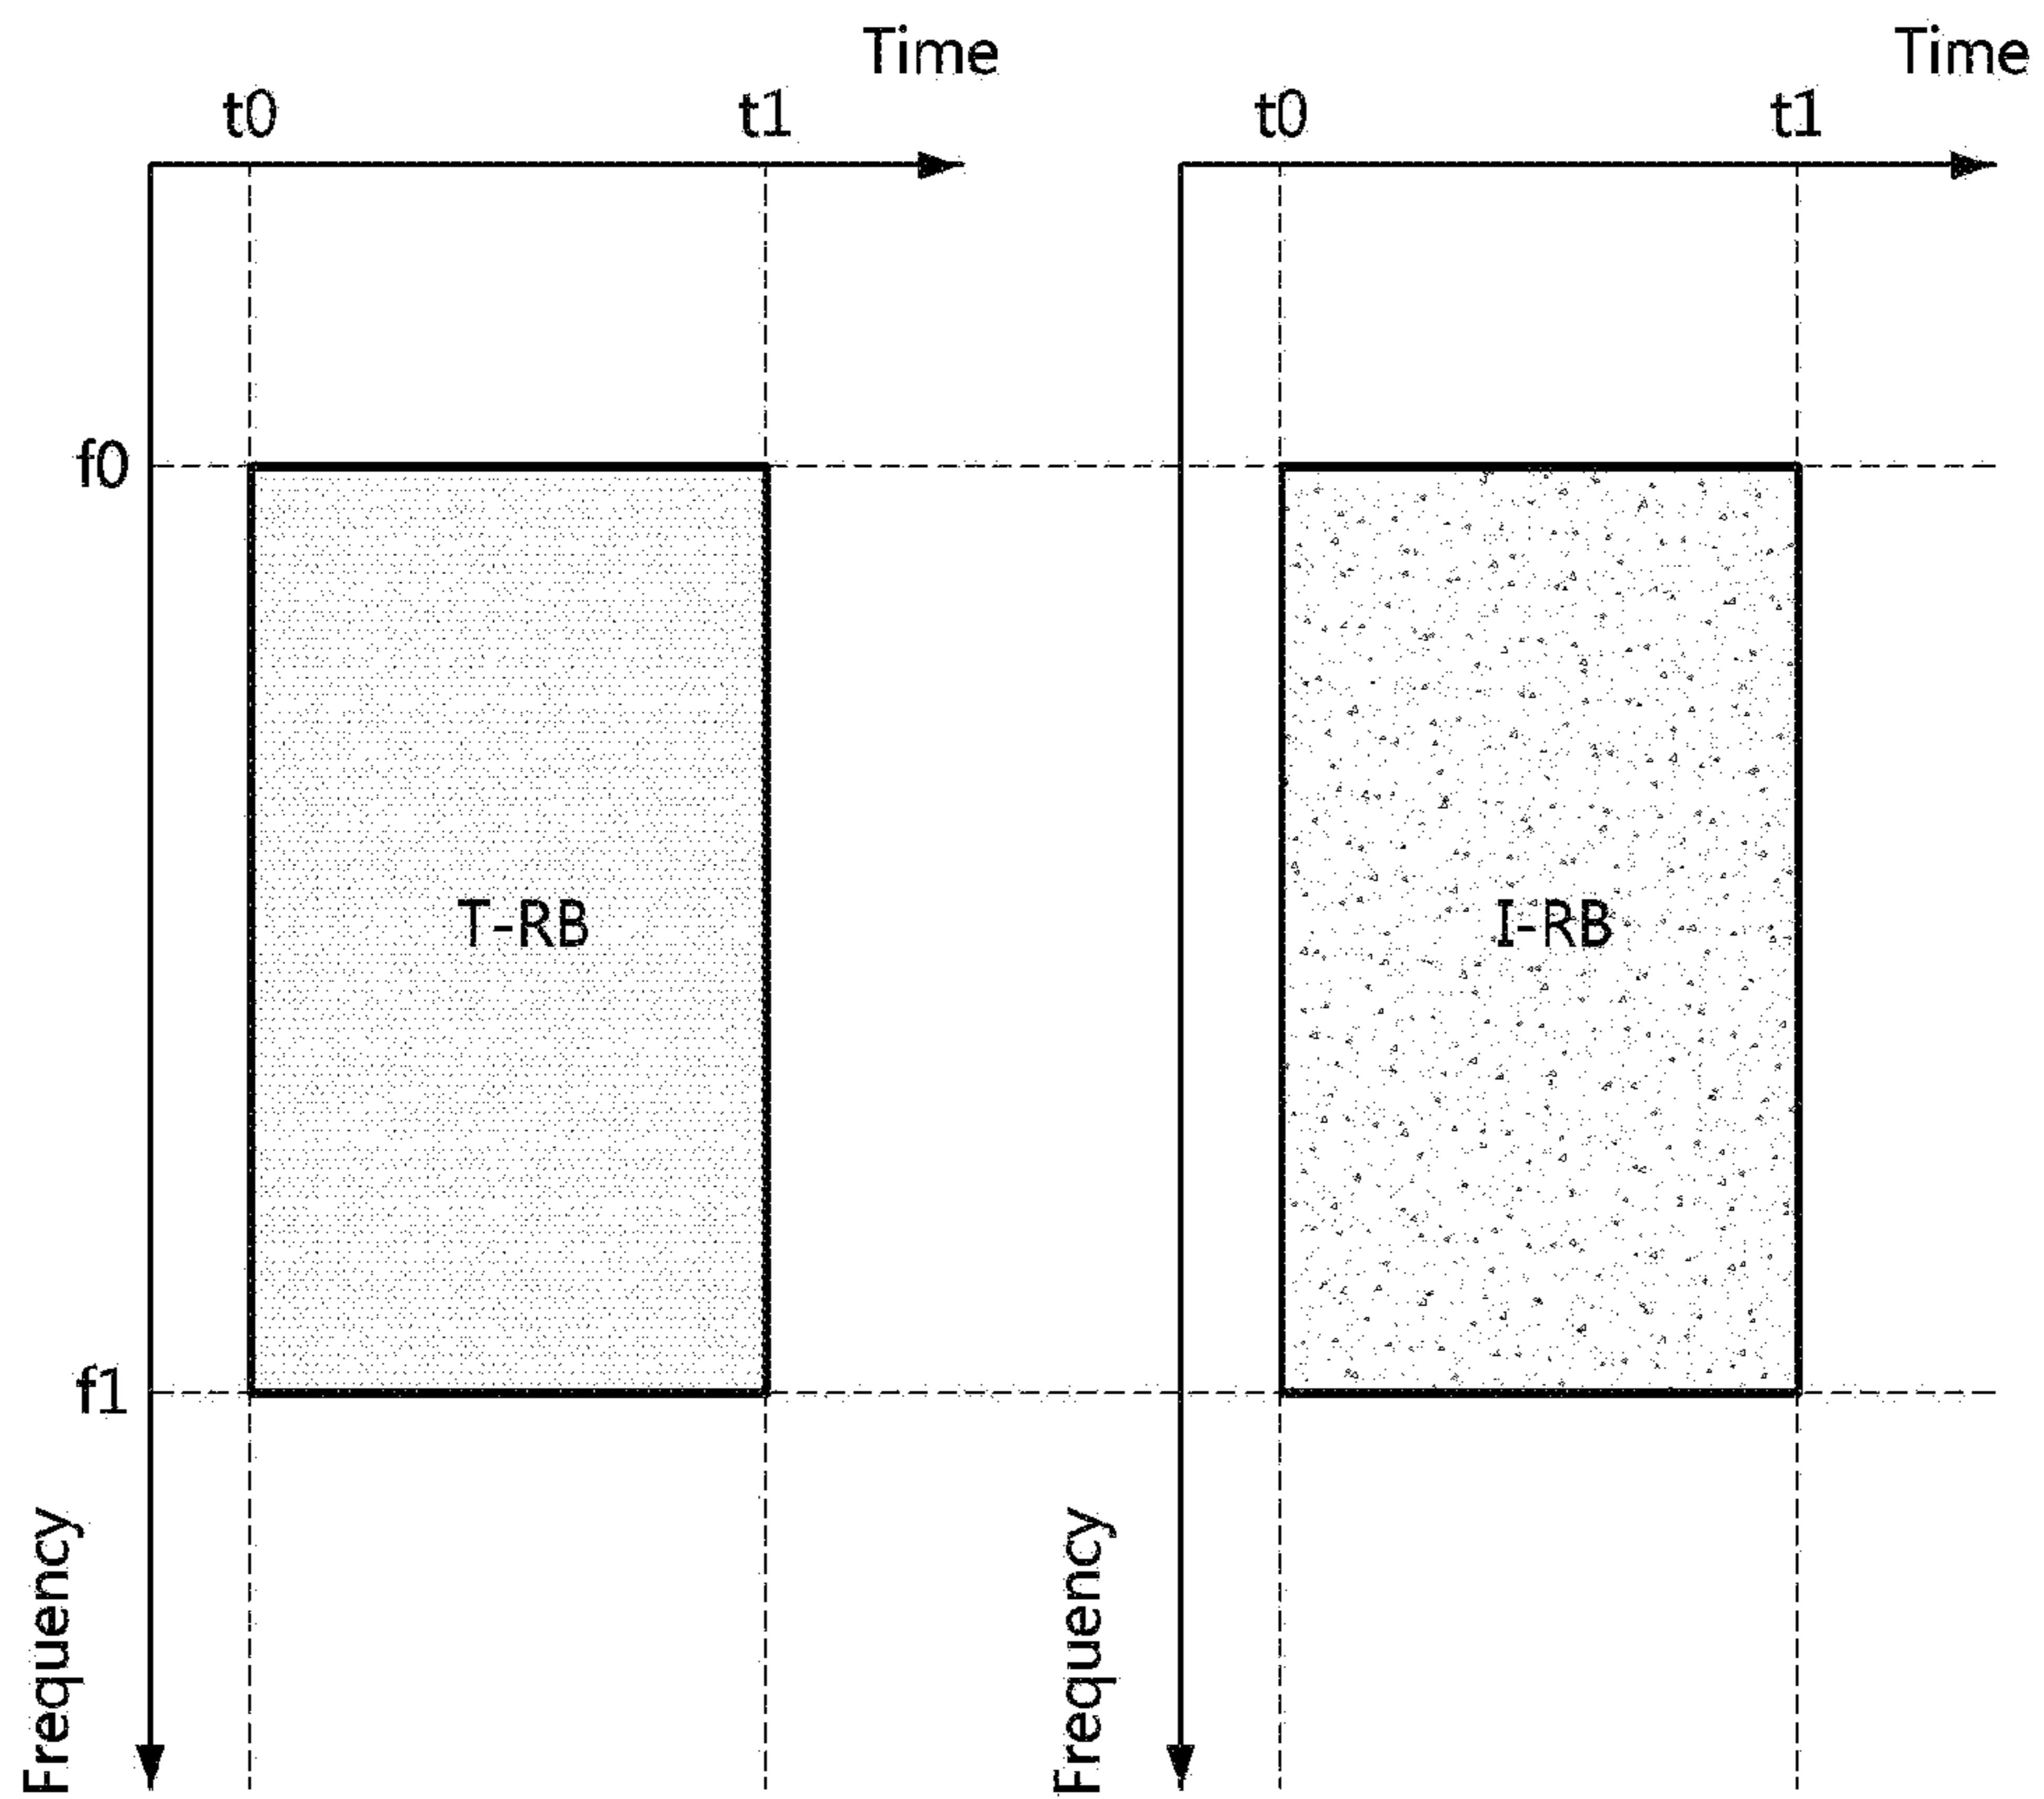 Time
Time
t0
t1
t0
t1
f0
T-RB
I-RB
f1
Frequency
Frequency